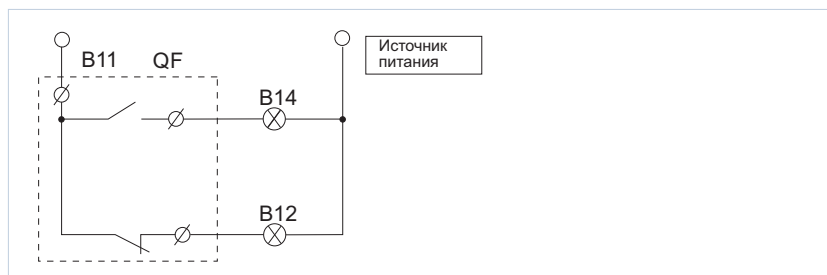 Источник
питания
B11 QF
B14
B12